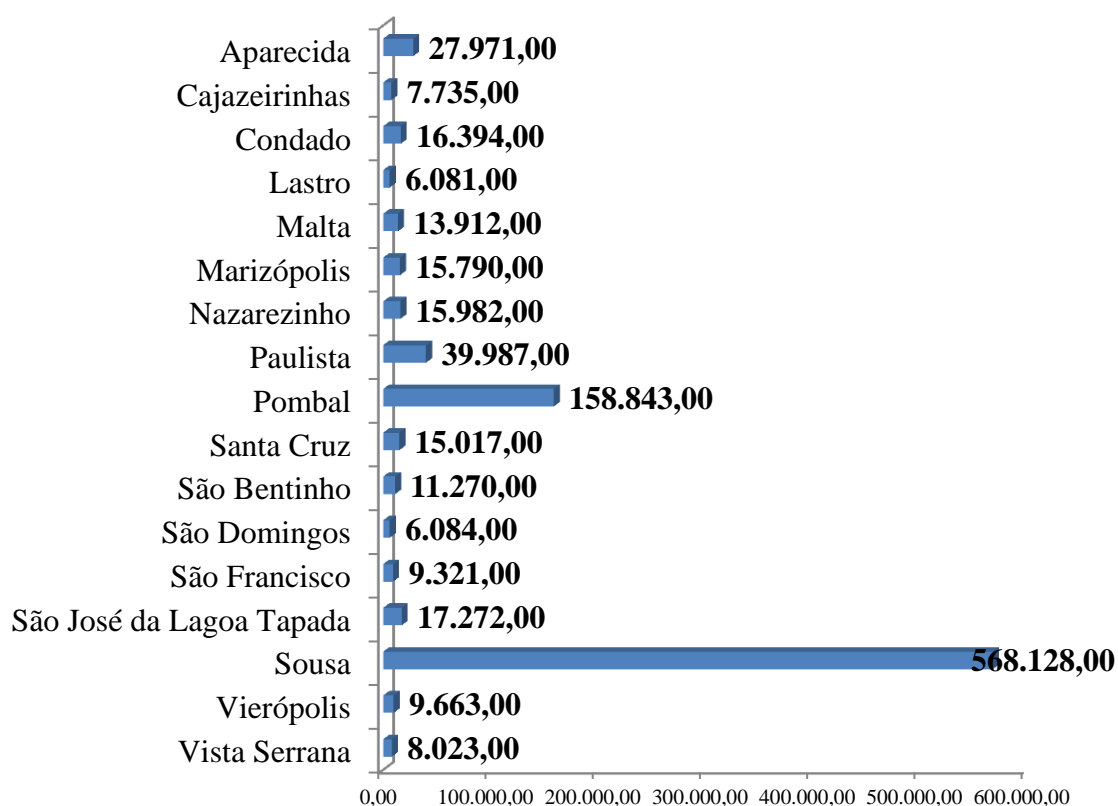 Aparecida 27.971,00
Cajazeirinhas 7.735,00
Condado 16.394,00
Lastro 6.081,00
Malta 13.912,00
Marizópolis 15.790,00
Nazarezinho 15.982,00
Paulista 39.987,00
Pombal 158.843,00
Santa Cruz 15.017,00
São Bentinho 11.270,00
São Domingos 6.084,00
São Francisco 9.321,00
São José da Lagoa Tapada 17.272,00
Sousa 568.128,00
Vierópolis 9.663,00
Vista Serrana 8.023,00
0,00 100.000,00 200.000,00 300.000,00 400.000,00 500.000,00 600.000,00